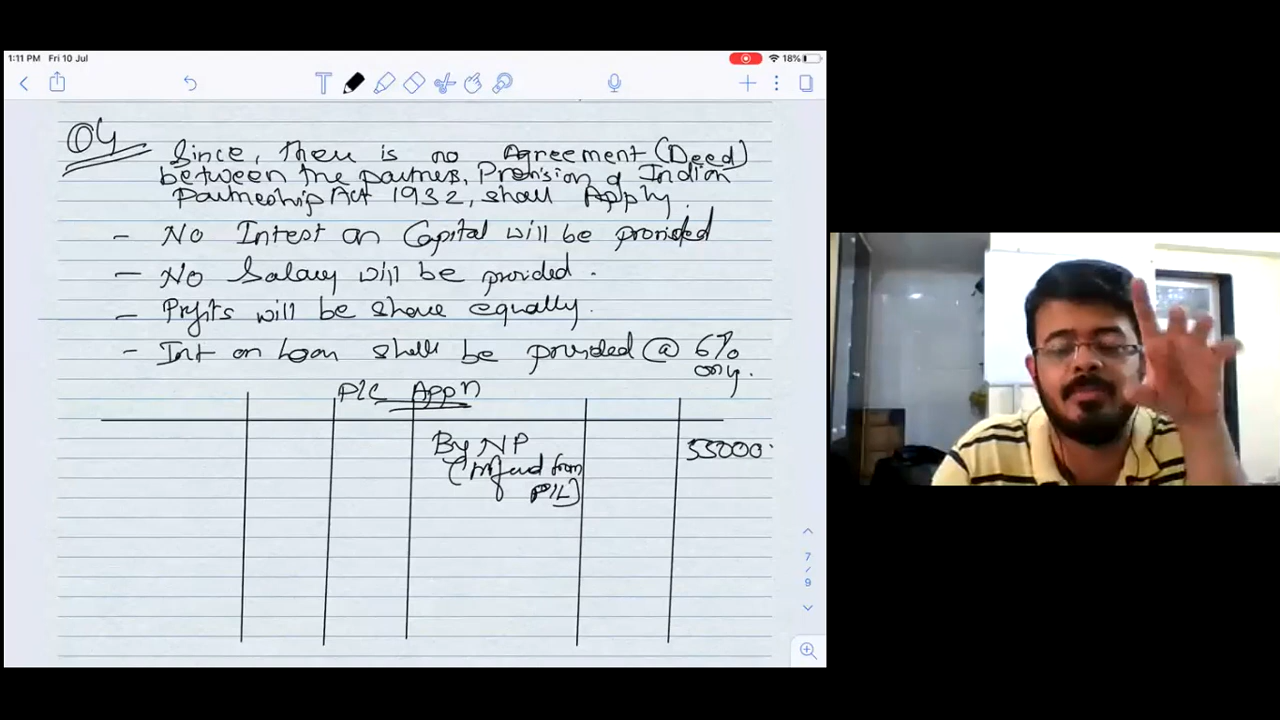 1:11 PM Fri 10 Jul
18%
Q4
Since, there is no Agreement (Deed)
between the partners, Provision of Indian
Partnership Act 1932, shall Apply.
- No Intest on Capital will be provided
- No Salary will be provided.
- Profits will be share equally.
- Int on Loan shall be provided @ 6%
only.
P/L Appn
By NP 55000
from
P/L)
7
/
9